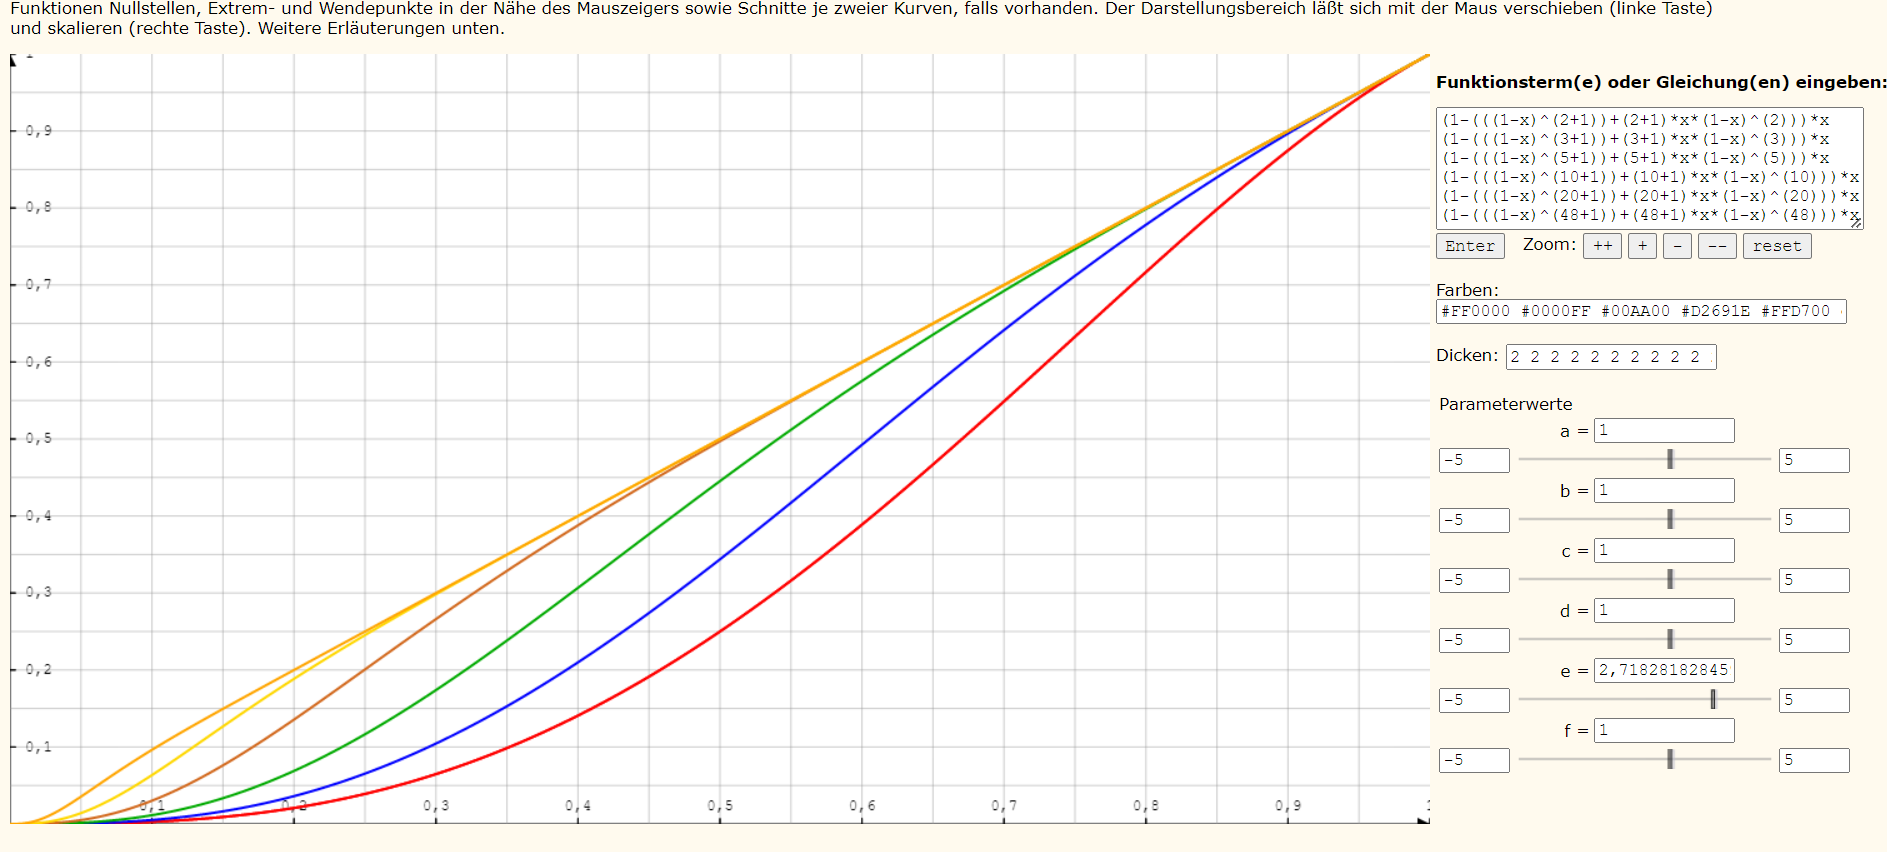 Funktionen Nullstellen, Extrem- und Wendepunkte in der Nähe des Mauszeigers sowie Schnitte je zweier Kurven, falls vorhanden. Der Darstellungsbereich läßt sich mit der Maus verschieben (linke Taste)
und skalieren (rechte Taste). Weitere Erläuterungen unten.
0,9
0,8
0,7
0,6
0,5
0,4
0,3
0,2
0,1
0,1 0,2 0,3 0,4 0,5 0,6 0,7 0,8 0,9
Funktionsterm(e) oder Gleichung(en) eingeben:
(1-(((1-x)^(2+1))+(2+1)*x*(1-x)^(2)))*x
(1-(((1-x)^(3+1))+(3+1)*x*(1-x)^(3)))*x
(1-(((1-x)^(5+1))+(5+1)*x*(1-x)^(5)))*x
(1-(((1-x)^(10+1))+(10+1)*x*(1-x)^(10)))*x
(1-(((1-x)^(20+1))+(20+1)*x*(1-x)^(20)))*x
(1-(((1-x)^(48+1))+(48+1)*x*(1-x)^(48)))*x
Enter Zoom: ++ + - -- reset
Farben:
#FF0000 #0000FF #00AA00 #D2691E #FFD700
Dicken: 2 2 2 2 2 2 2 2 2 2
Parameterwerte
a = 1
-5 5
b = 1
-5 5
c = 1
-5 5
d = 1
-5 5
e = 2,71828182845
-5 5
f = 1
-5 5